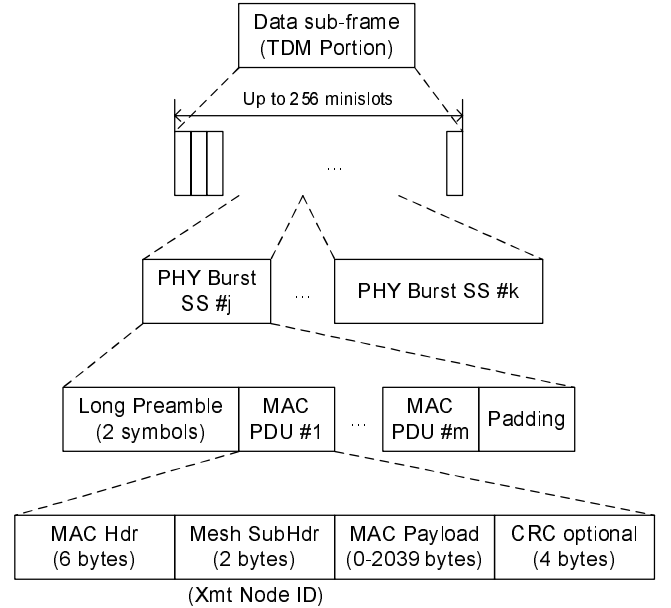 Data sub-frame
(TDM Portion)
Up to 256 minislots
...
PHY Burst
SS #j
...
PHY Burst SS #k
Long Preamble
(2 symbols)
MAC
PDU #1
...
MAC
PDU #m
Padding
MAC Hdr
(6 bytes)
Mesh SubHdr
(2 bytes)
MAC Payload
(0-2039 bytes)
CRC optional
(4 bytes)
(Xmt Node ID)